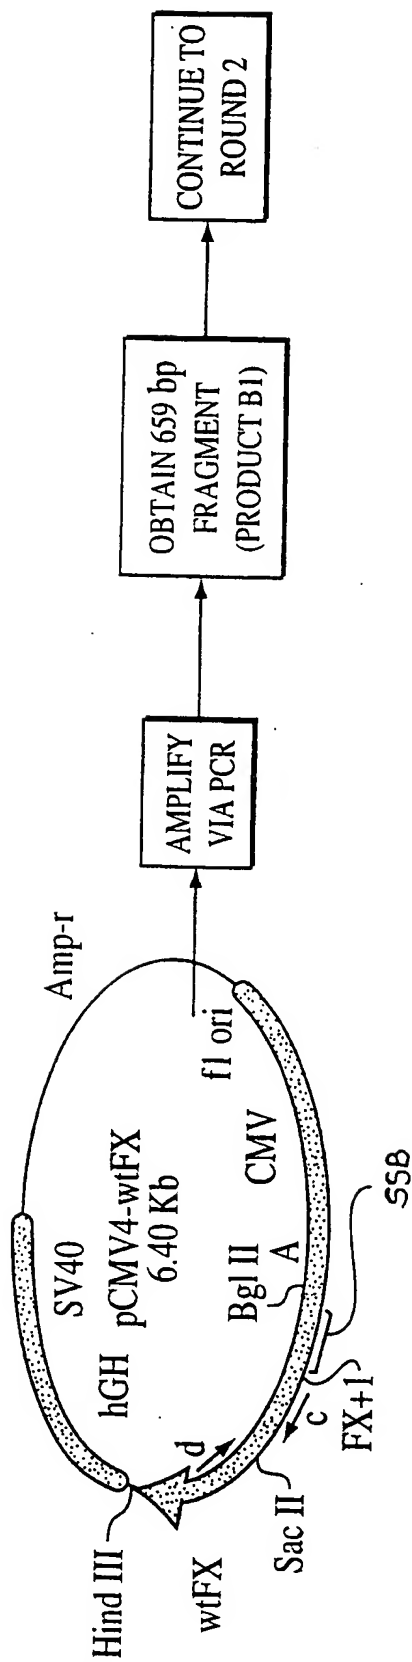 Amp-r
SV40
hGH
pCMV4-wtFX
6.40 Kb
f1 ori
CMV
Bgl II
A
Hind III
d
wtFX
Sac II
c
FX+1
SSB
AMPLIFY
VIA PCR
OBTAIN 659 bp
FRAGMENT
(PRODUCT B1)
CONTINUE TO
ROUND 2